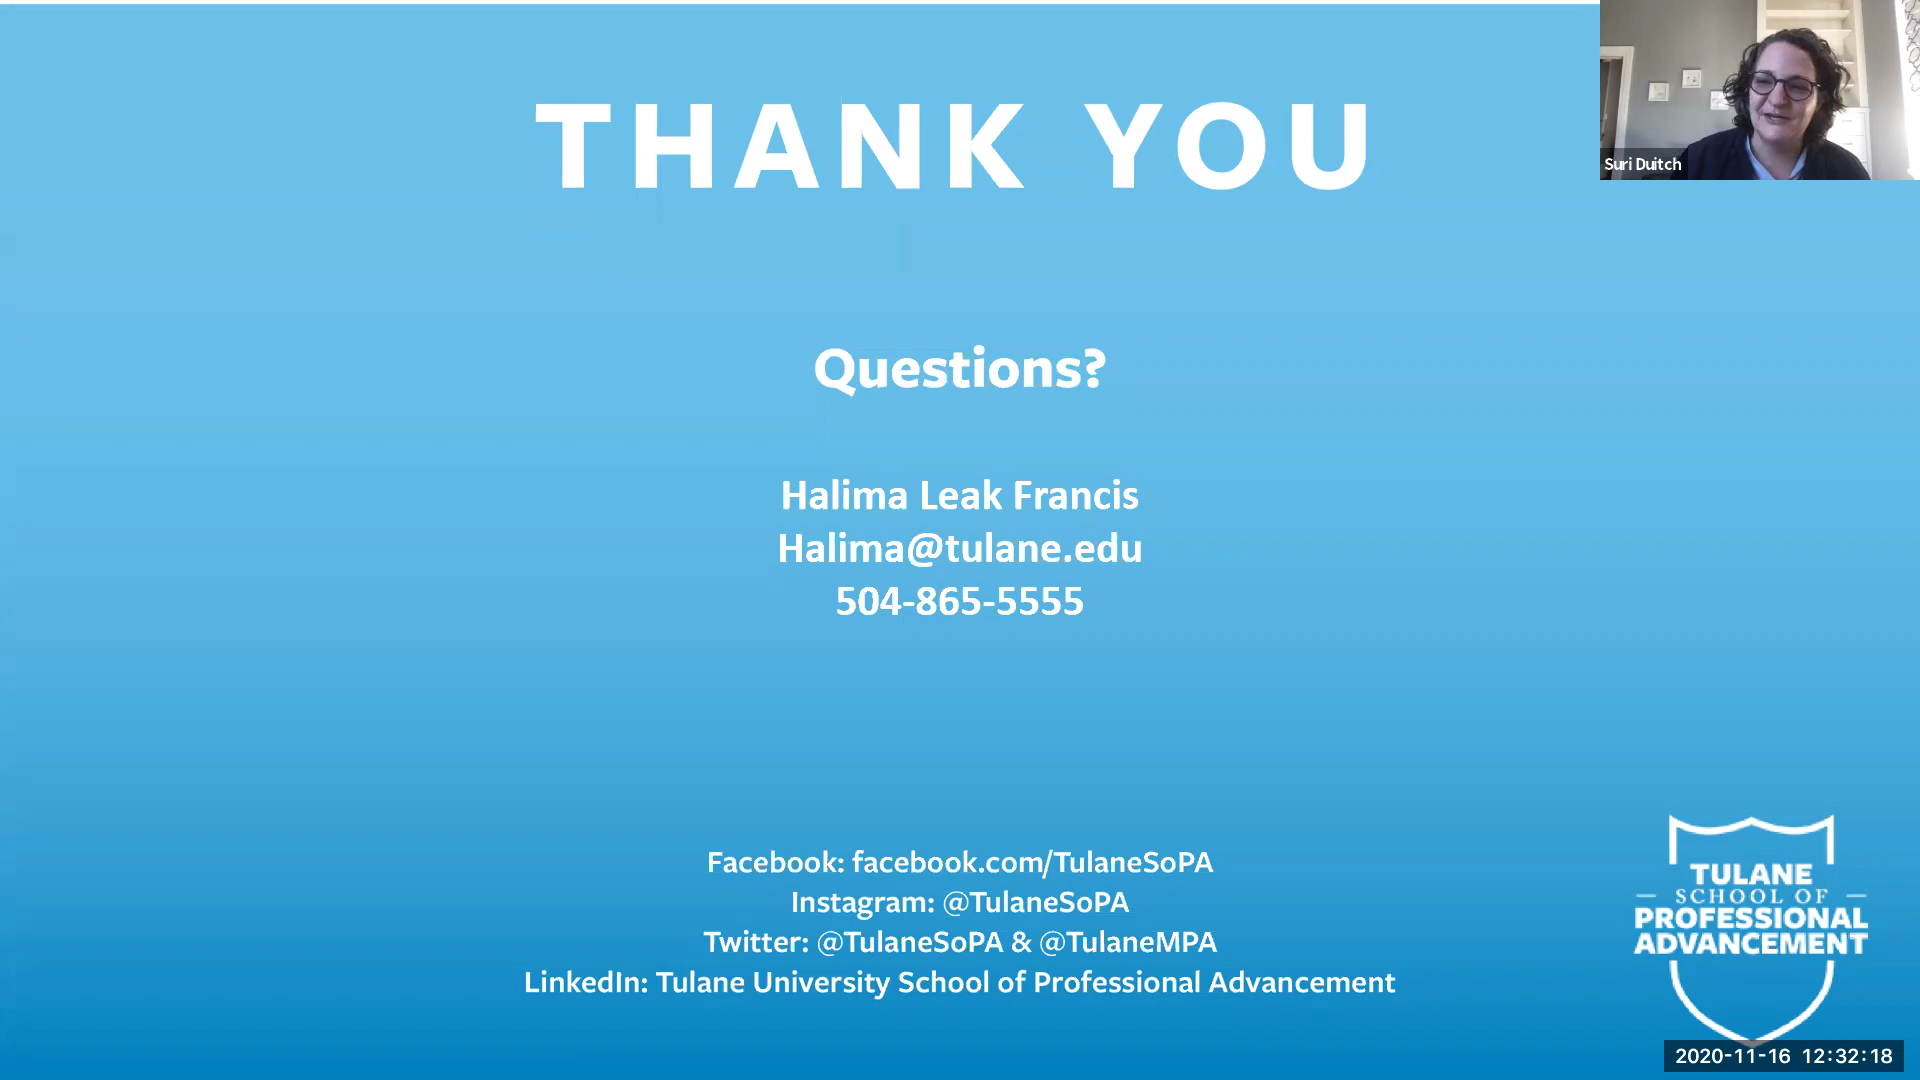 THANK YOU
Suri Duitch
Questions?
Halima Leak Francis
Halima@tulane.edu
504-865-5555
Facebook: facebook.com/TulaneSoPA
Instagram: @TulaneSoPA
Twitter: @TulaneSoPA & @TulaneMPA
LinkedIn: Tulane University School of Professional Advancement
TULANE
SCHOOL OF
PROFESSIONAL
ADVANCEMENT
2020-11-16 12:32:18